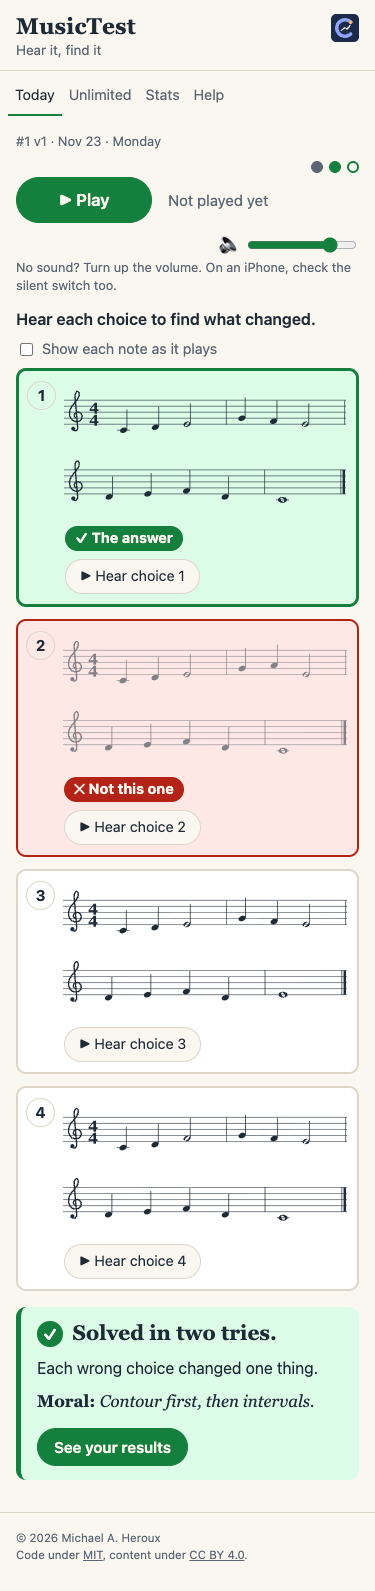 MusicTest
Hear it, find it
Today Unlimited Stats Help
#1 v1 · Nov 23 · Monday
Play Not played yet
No sound? Turn up the volume. On an iPhone, check the
silent switch too.
Hear each choice to find what changed.
Show each note as it plays
1
4
4
The answer
Hear choice 1
2
4
4
Not this one
Hear choice 2
3
4
4
Hear choice 3
4
4
4
Hear choice 4
Solved in two tries.
Each wrong choice changed one thing.
Moral: Contour first, then intervals.
See your results
© 2026 Michael A. Heroux
Code under MIT, content under CC BY 4.0.